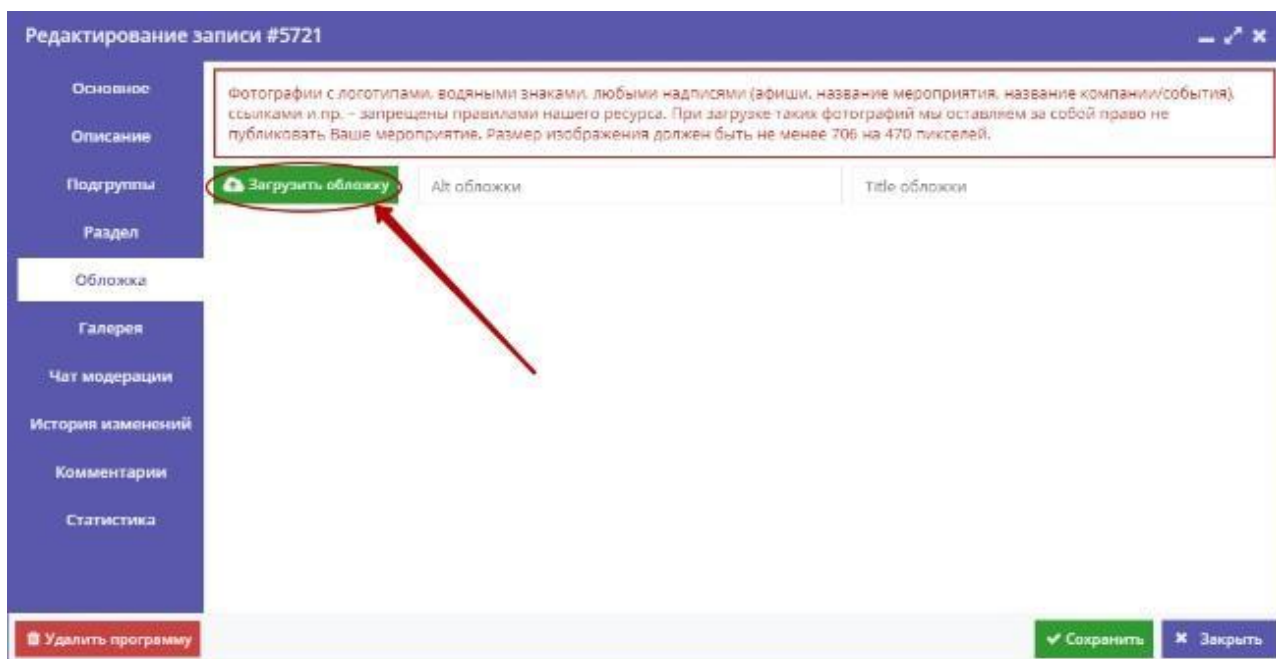 Редактирование записи #5721
Основное
Описание
Подгруппы
Раздел
Обложка
Галерея
Чат модерации
История изменений
Комментарии
Статистика
Фотографии с логотипами, водяными знаками, любыми надписями (афиши, название мероприятия, название компании/события),
ссылками и пр. – запрещены правилами нашего ресурса. При загрузке таких фотографий мы оставляем за собой право не
публиковать Ваше мероприятие. Размер изображения должен быть не менее 706 на 470 пикселей.
Загрузить обложку
Alt обложки
Title обложки
Удалить программу
Сохранить
Закрыть